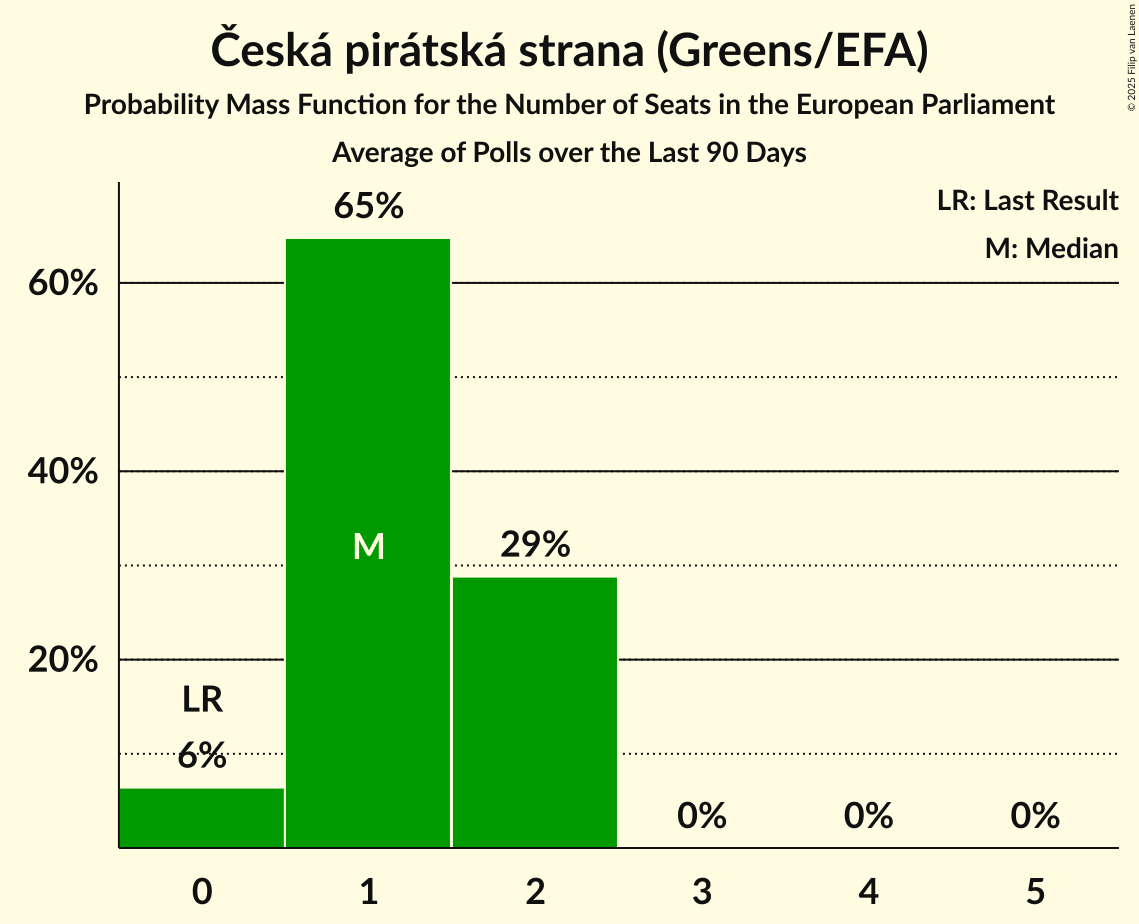 Česká pirátská strana (Greens/EFA)
Probability Mass Function for the Number of Seats in the European Parliament
Average of Polls over the Last 90 Days
© 2025 Filip van Laenen
LR: Last Result
M: Median
65%
60%
40%
20%
M
29%
LR
6%
0%
0%
0%
0
1
2
3
4
5